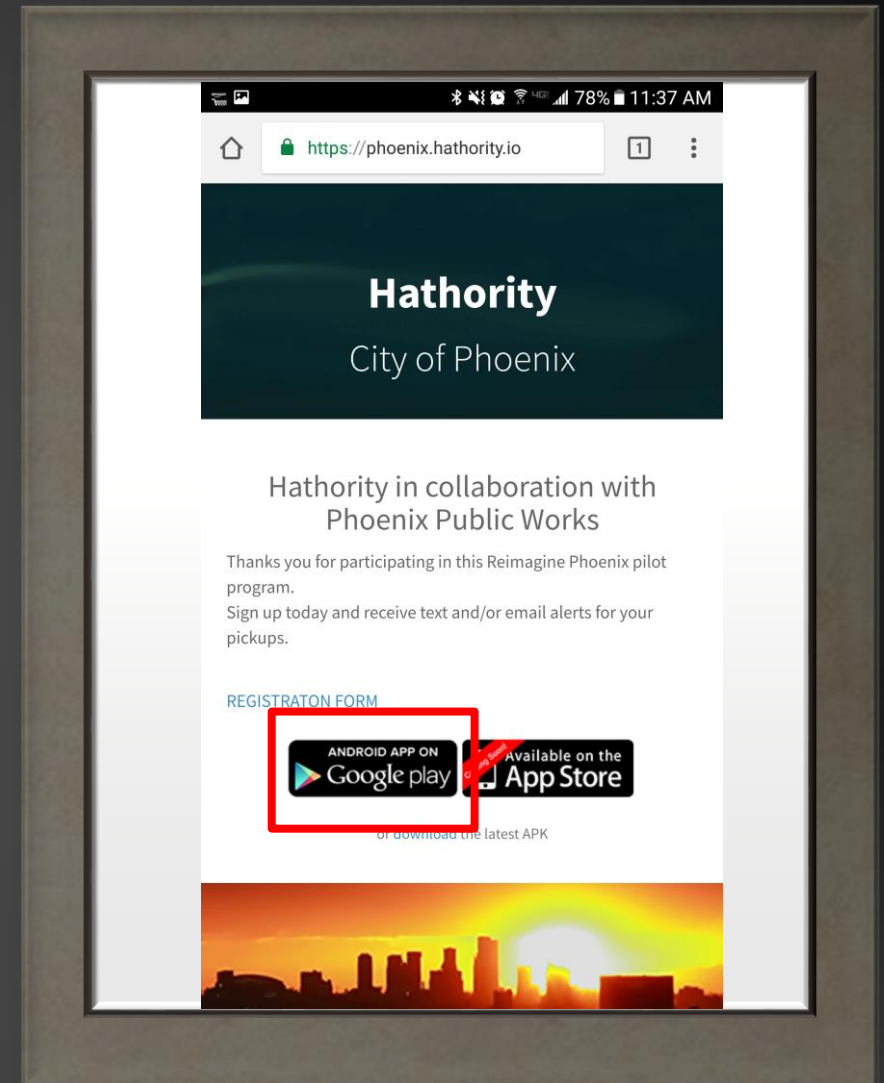 78% 11:37 AM
https://phoenix.hathority.io 1
Hathority
City of Phoenix
Hathority in collaboration with
Phoenix Public Works
Thanks you for participating in this Reimagine Phoenix pilot
program.
Sign up today and receive text and/or email alerts for your
pickups.
REGISTRATON FORM
ANDROID APP ON
Google play
Coming Soon!
Available on the
App Store
or download the latest APK